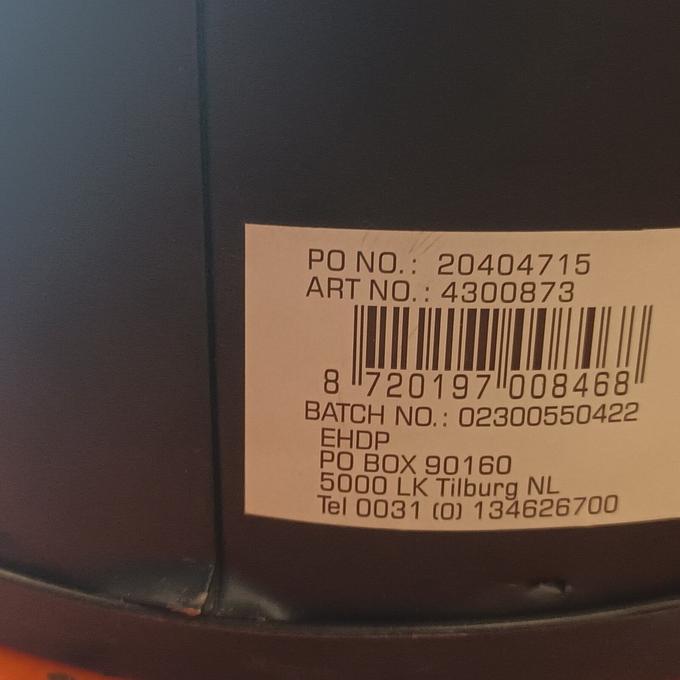 PO NO.: 20404715
ART NO.: 4300873
8 720197 008468
BATCH NO.: 02300550422
EHDP
PO BOX 90160
5000 LK Tilburg NL
Tel 0031 (0) 134626700